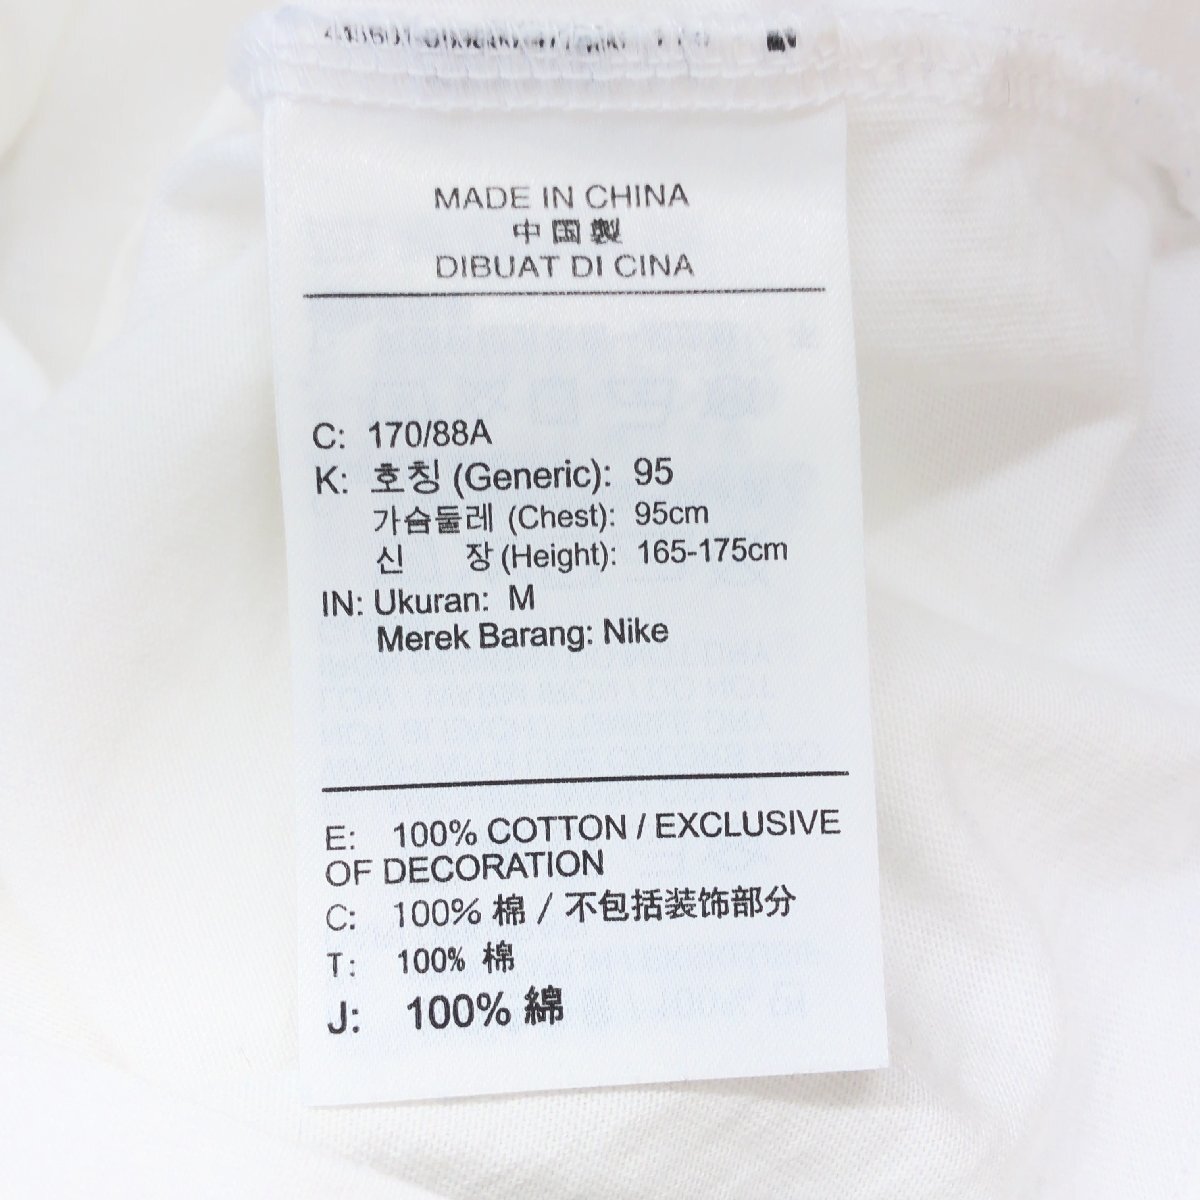 MADE IN CHINA
中国製
DIBUAT DI CINA
C: 170/88A
K: 호칭 (Generic): 95
가슴둘레 (Chest): 95cm
신 장 (Height): 165-175cm
IN: Ukuran: M
Merek Barang: Nike
E: 100% COTTON / EXCLUSIVE
OF DECORATION
C: 100% 棉 / 不包括装饰部分
T: 100% 棉
J: 100% 綿